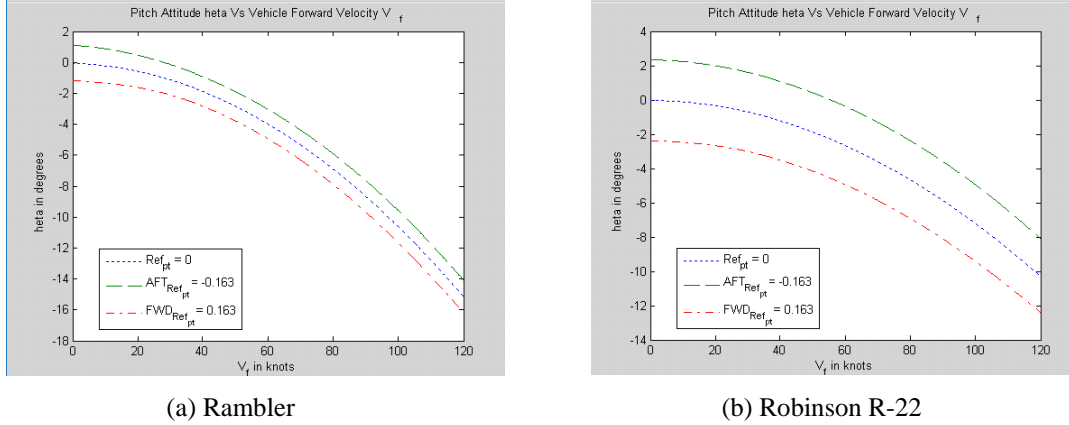 Pitch Attitude heta Vs Vehicle Forward Velocity V f
2
0
-2
-4
-6
-8
-10
-12
-14
-16
-18
heta in degrees
Ref pt = 0
AFT Ref pt = -0.163
FWD Ref pt = 0.163
0 20 40 60 80 100 120
V f in knots
(a) Rambler
Pitch Attitude heta Vs Vehicle Forward Velocity V f
4
2
0
-2
-4
-6
-8
-10
-12
-14
heta in degrees
Ref pt = 0
AFT Ref pt = -0.163
FWD Ref pt = 0.163
0 20 40 60 80 100 120
V f in knots
(b) Robinson R-22